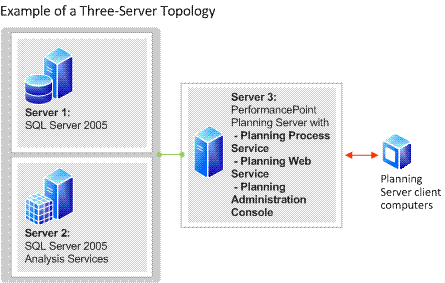 Example of a Three-Server Topology
Server 1:
SQL Server 2005
Server 2:
SQL Server 2005
Analysis Services
Server 3:
PerformancePoint
Planning Server with
- Planning Process
Service
- Planning Web
Service
- Planning
Administration
Console
Planning
Server client
computers